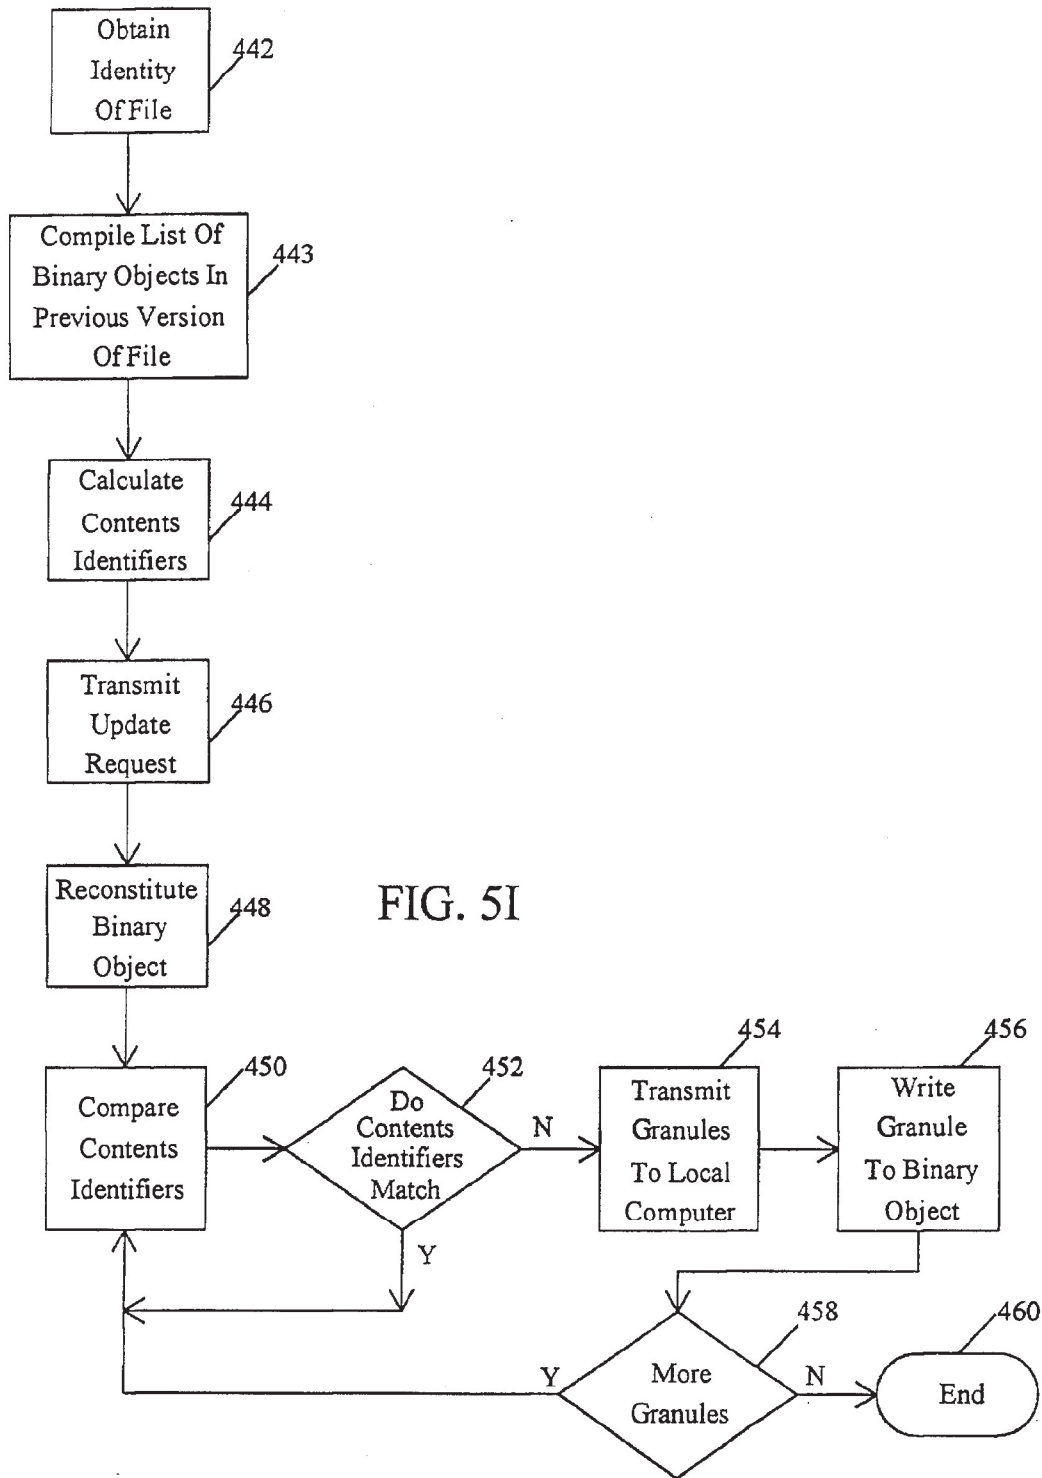 Obtain
Identity
Of File
442
Compile List Of
Binary Objects In
Previous Version
Of File
443
Calculate
Contents
Identifiers
444
Transmit
Update
Request
446
Reconstitute
Binary
Object
448
FIG. 5I
Compare
Contents
Identifiers
450
Do
Contents
Identifiers
Match
452
N
Y
Transmit
Granules
To Local
Computer
454
Write
Granule
To Binary
Object
456
More
Granules
458
Y
N
End
460